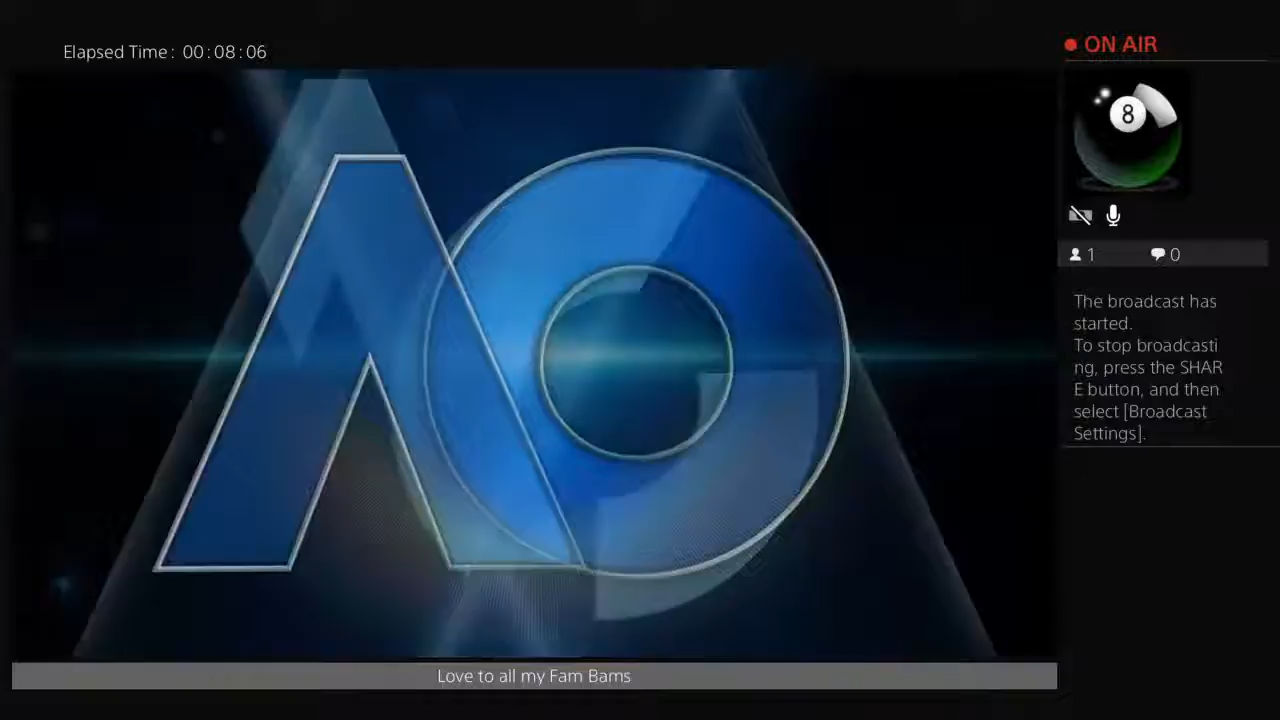 Elapsed Time: 00:08:06
ON AIR
8
1 0
AO
The broadcast has
started.
To stop broadcasti
ng, press the SHAR
E button, and then
select [Broadcast
Settings].
Love to all my Fam Bams